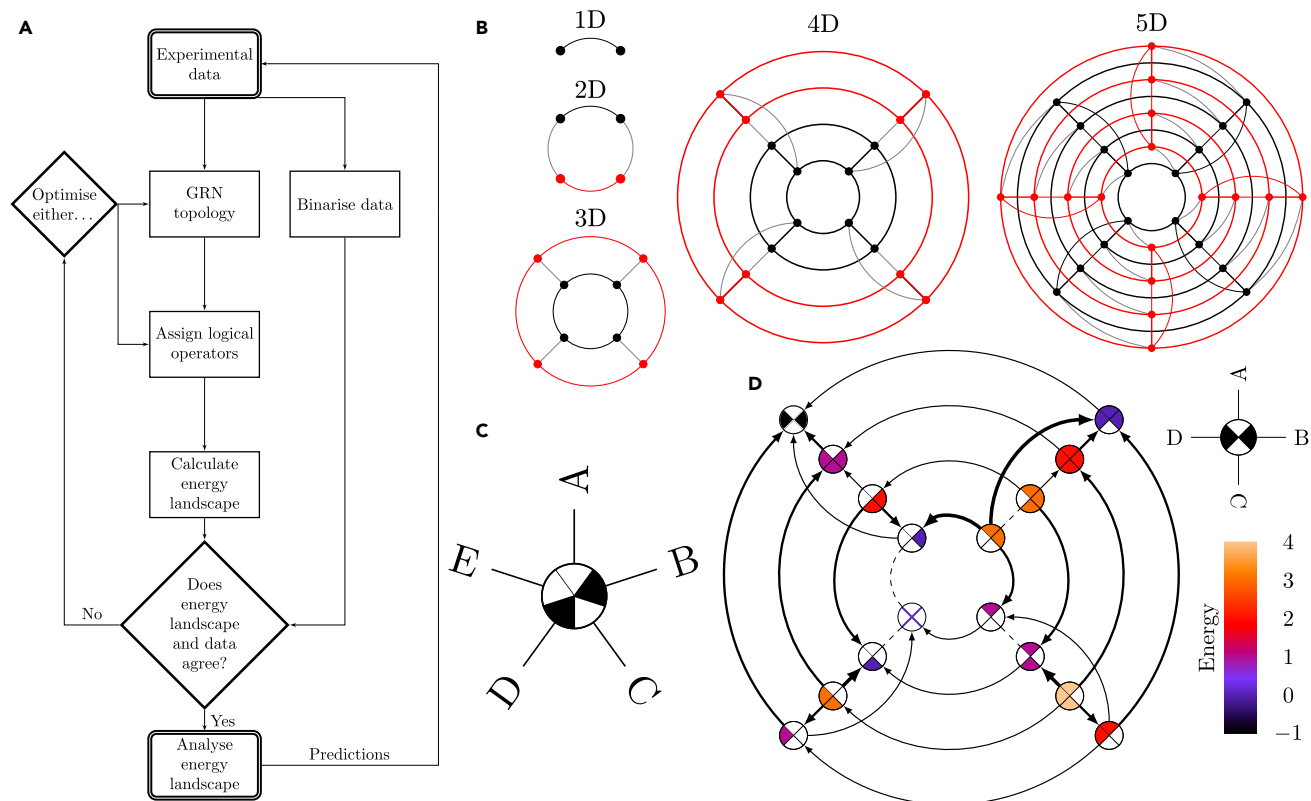 A
Experimental
data
Optimise
either...
GRN
topology
Binarise data
Assign logical
operators
Calculate
energy
landscape
Does
energy
landscape
and data
agree?
No
Yes
Analyse
energy
landscape
Predictions
B
1D
2D
3D
4D
5D
C
A
B
C
D
E
D
A
B
C
D
Energy
4
3
2
1
0
−1